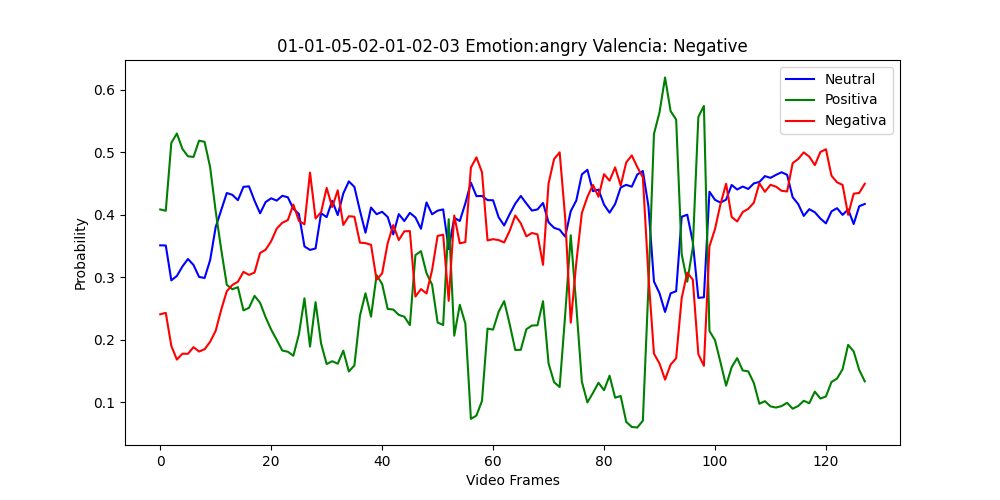 01-01-05-02-01-02-03 Emotion:angry Valencia: Negative
Neutral
Positiva
Negativa
Probability
0.6
0.5
0.4
0.3
0.2
0.1
0 20 40 60 80 100 120
Video Frames